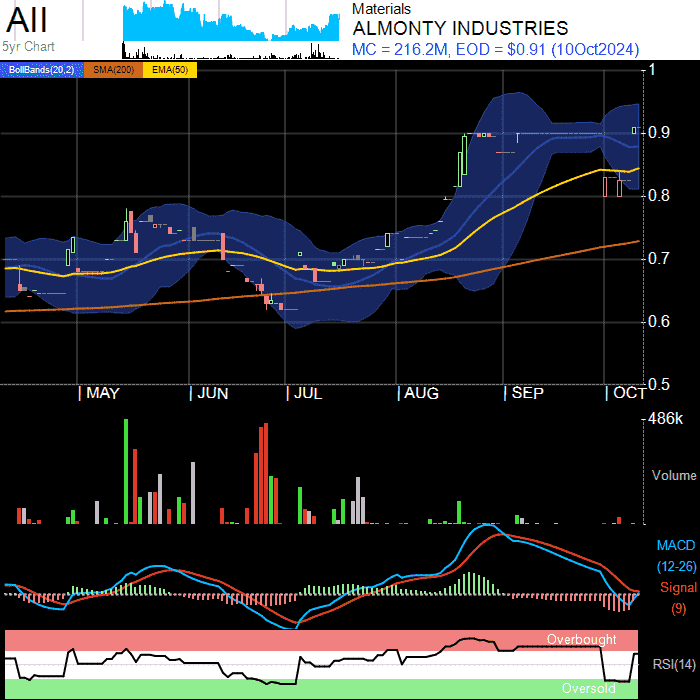 AII
5yr Chart
Materials
ALMONTY INDUSTRIES
MC = 216.2M, EOD = $0.91 (10Oct2024)
BollBands(20,2) SMA(200) EMA(50)
1
0.9
0.8
0.7
0.6
0.5
| MAY | JUN | JUL | AUG | SEP | OCT
486k
Volume
MACD
(12-26)
Signal
(9)
Overbought
RSI(14)
Oversold